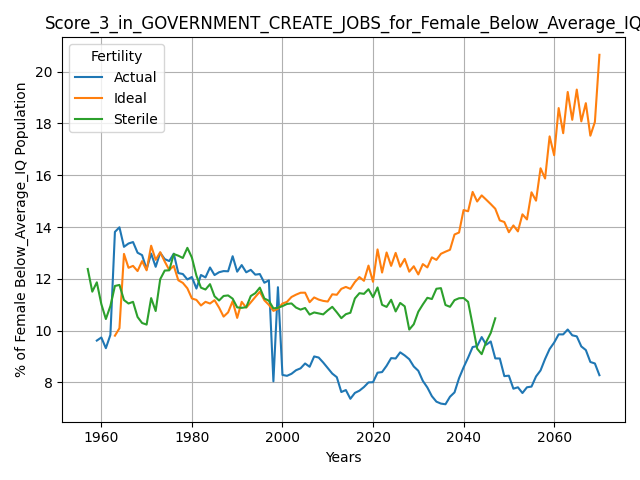 Score_3_in_GOVERNMENT_CREATE_JOBS_for_Female_Below_Average_IQ
Fertility
Actual
Ideal
Sterile
% of Female Below_Average_IQ Population
20
18
16
14
12
10
8
1960
1980
2000
2020
2040
2060
Years